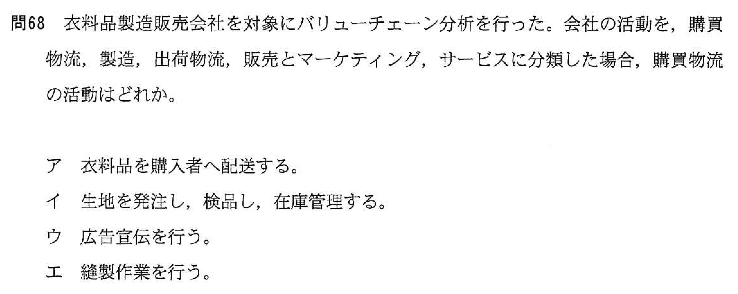 問68 衣料品製造販売会社を対象にバリューチェーン分析を行った。会社の活動を，購買
物流，製造，出荷物流，販売とマーケティング，サービスに分類した場合，購買物流
の活動はどれか。
ア 衣料品を購入者へ配送する。
イ 生地を発注し，検品し，在庫管理する。
ウ 広告宣伝を行う。
エ 縫製作業を行う。